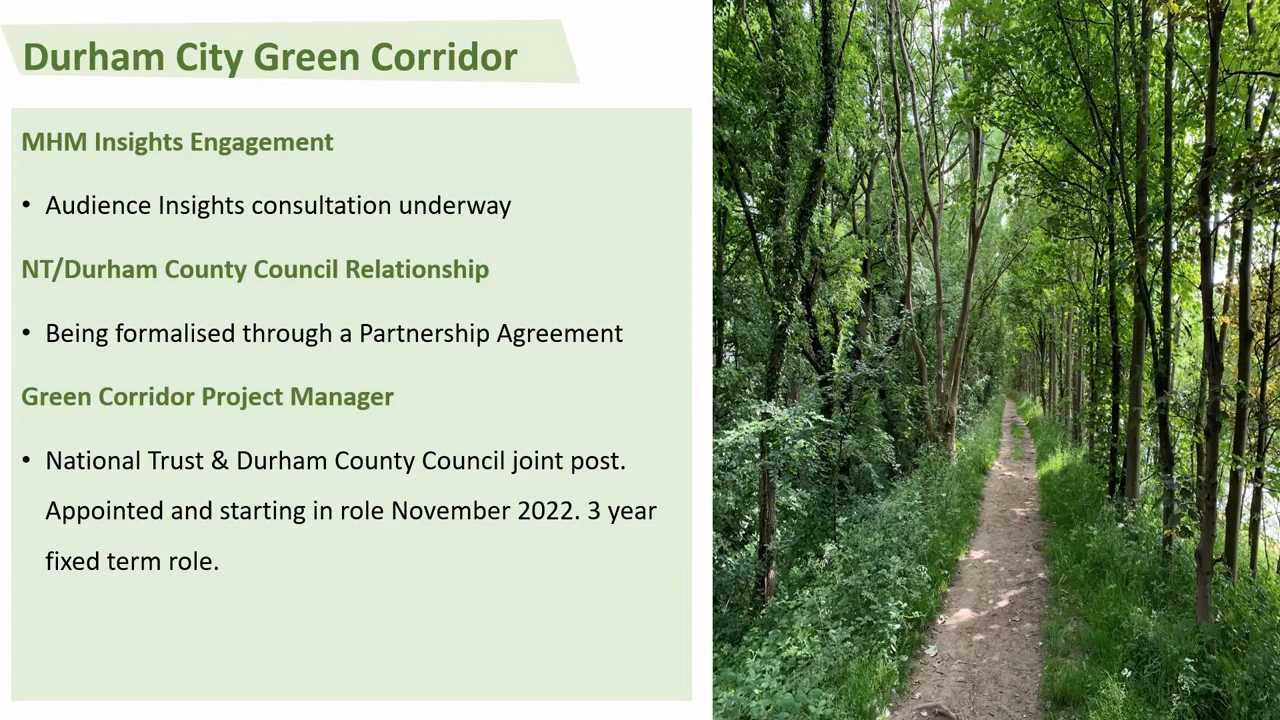 Durham City Green Corridor
MHM Insights Engagement
• Audience Insights consultation underway
NT/Durham County Council Relationship
• Being formalised through a Partnership Agreement
Green Corridor Project Manager
• National Trust & Durham County Council joint post.
Appointed and starting in role November 2022. 3 year
fixed term role.